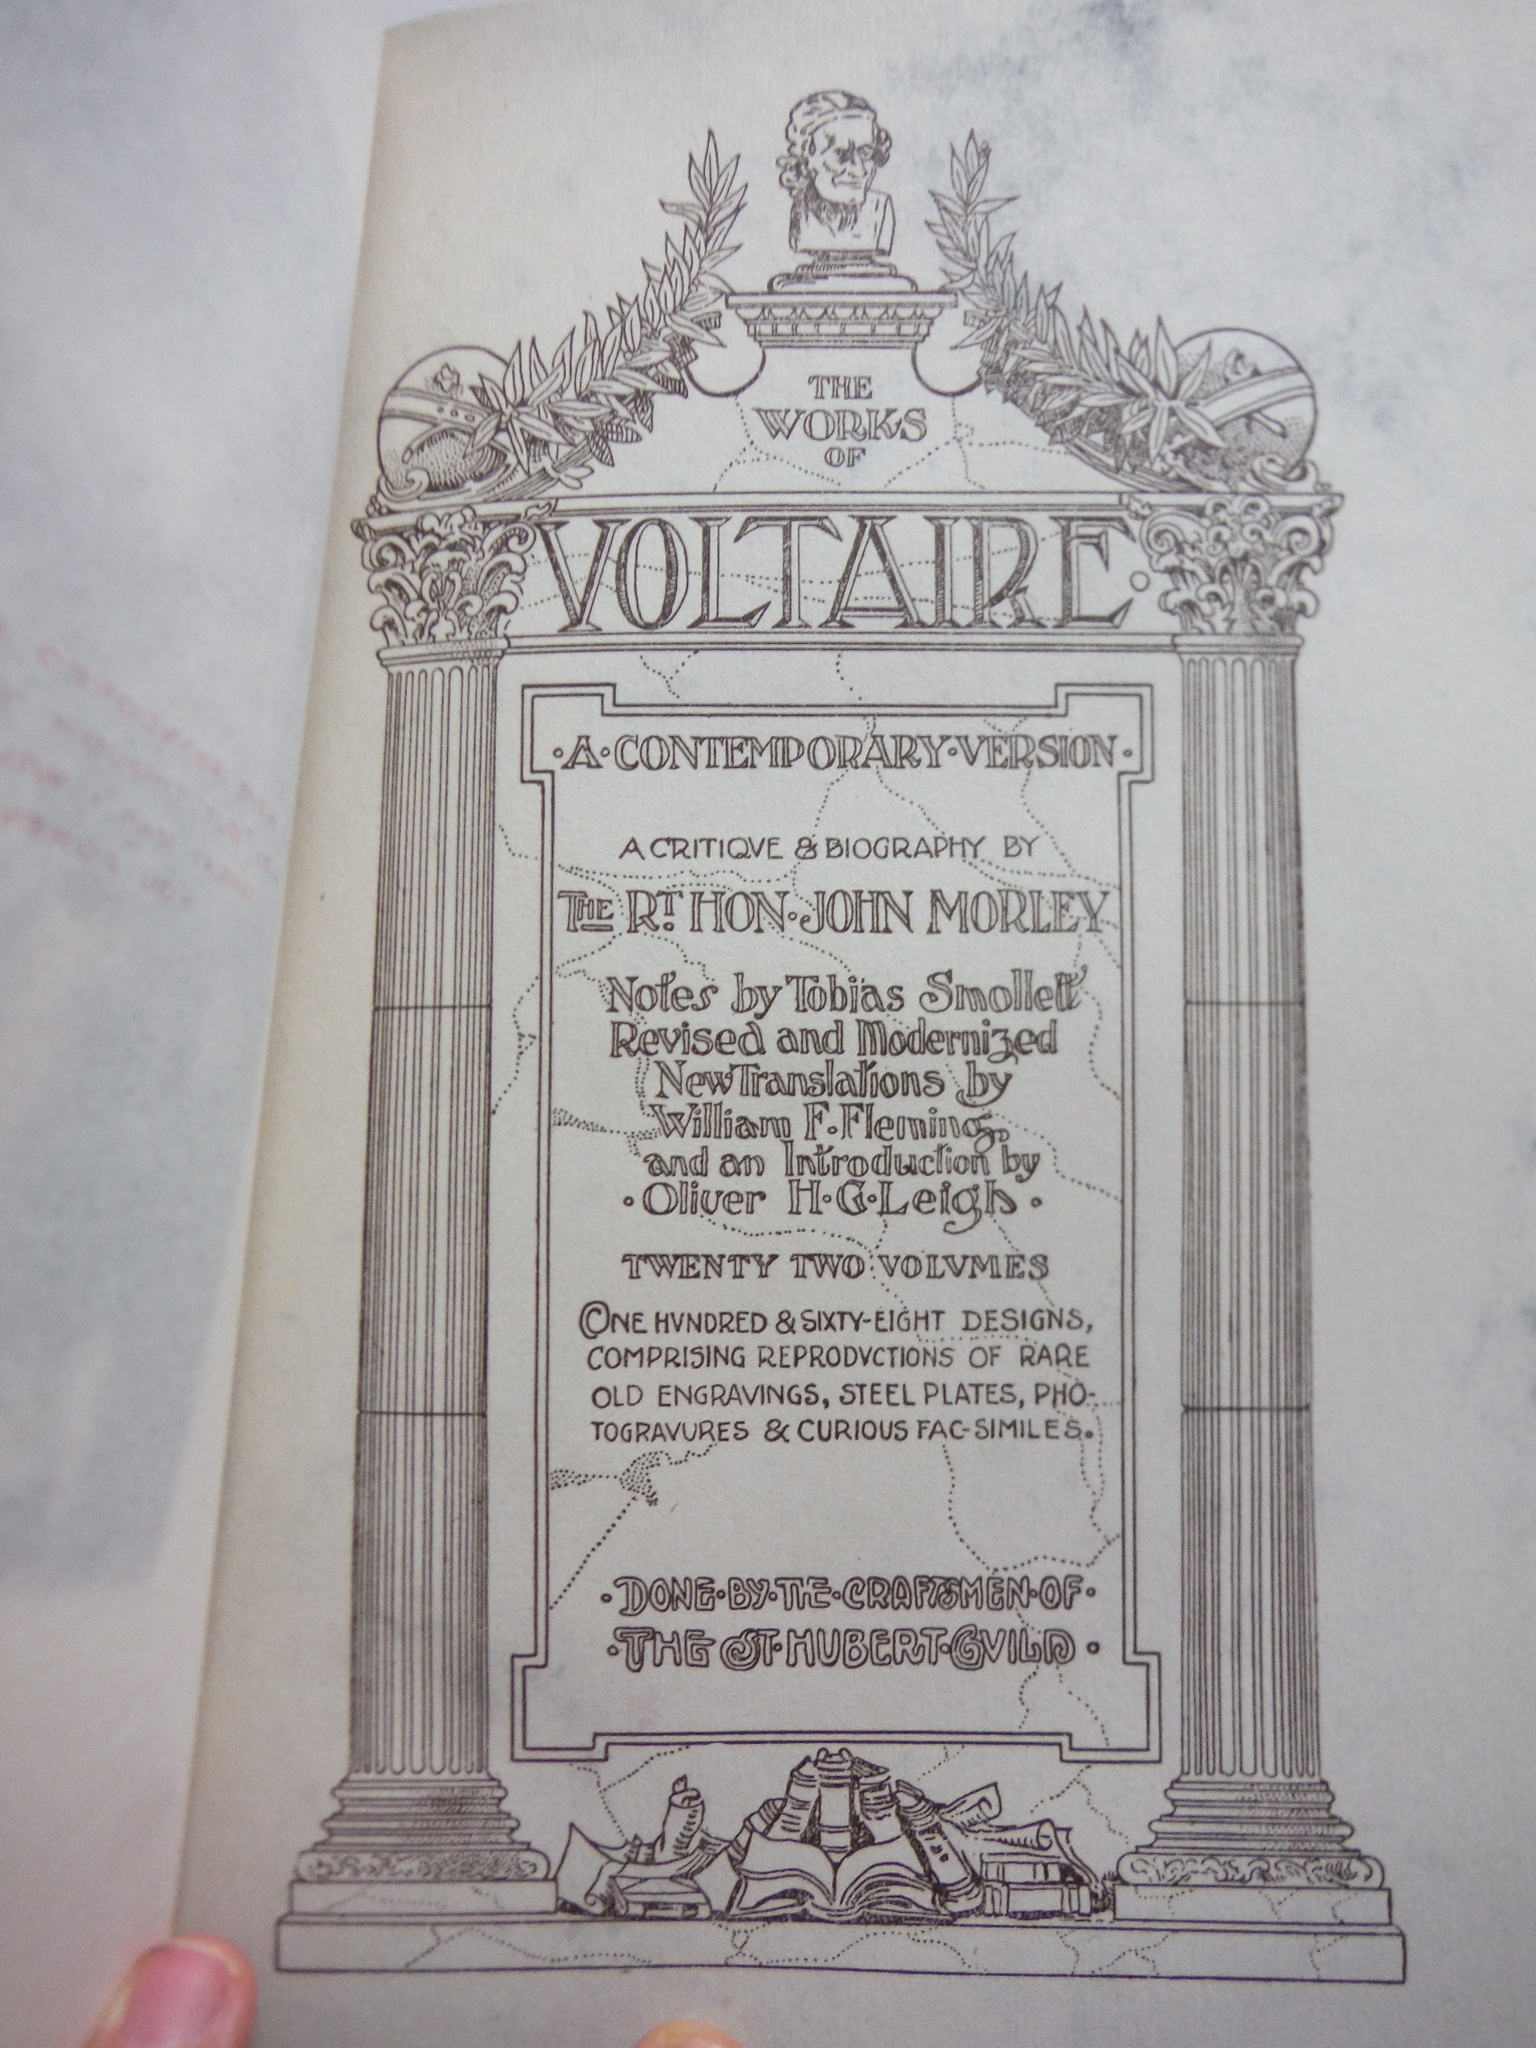 THE
WORKS
OF
VOLTAIRE.
·A·CONTEMPORARY·VERSION·
A CRITIQVE & BIOGRAPHY BY
THE RT. HON·JOHN MORLEY
Notes by Tobias Smollett
Revised and Modernized
New Translations by
William F. Fleming,
and an Introduction by
·Oliver H·G·Leigh·
TWENTY TWO VOLVMES
ONE HVNDRED & SIXTY-EIGHT DESIGNS,
COMPRISING REPRODVCTIONS OF RARE
OLD ENGRAVINGS, STEEL PLATES, PHO-
TOGRAVURES & CURIOUS FAC-SIMILES.
·DONE·BY·THE·CRAFTSMEN·OF·
·THE ST·HUBERT·GVILD·